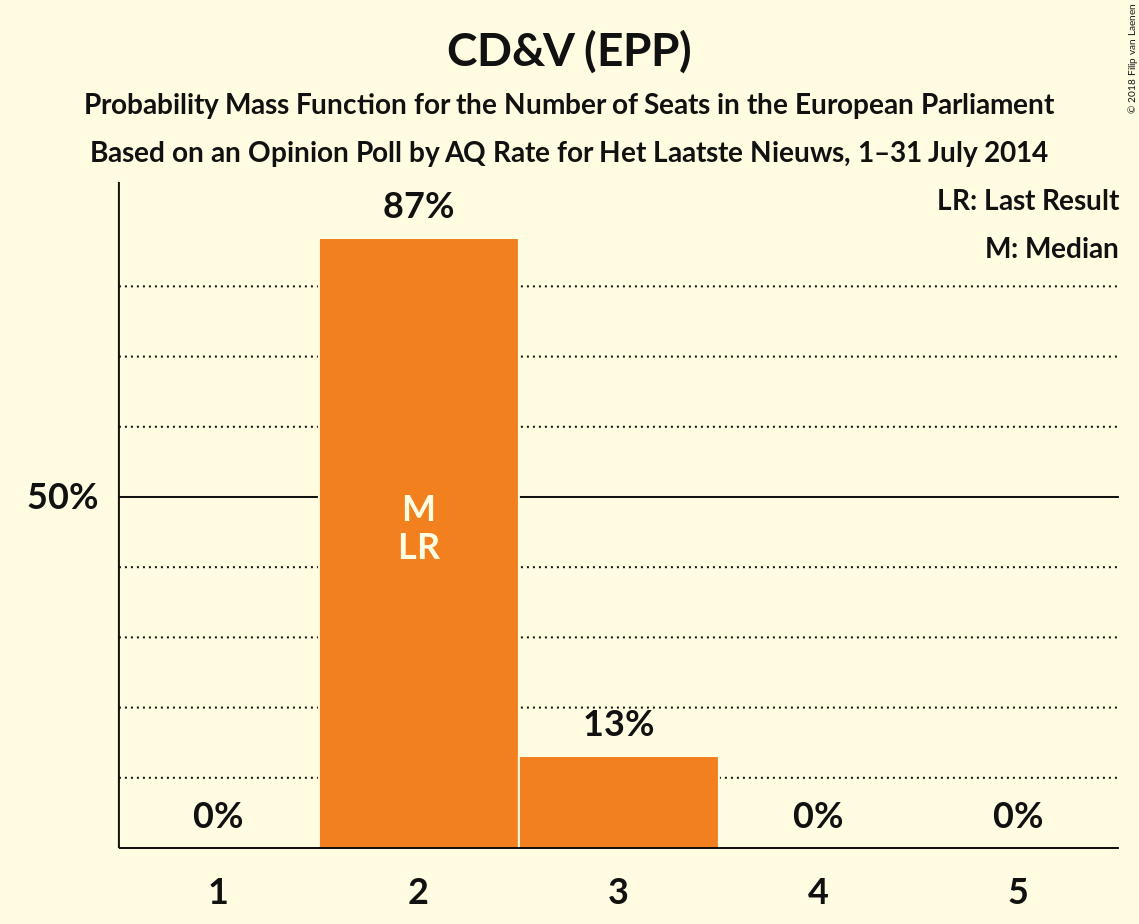 CD&V (EPP)
Probability Mass Function for the Number of Seats in the European Parliament
Based on an Opinion Poll by AQ Rate for Het Laatste Nieuws, 1–31 July 2014
© 2018 Filip van Laenen
LR: Last Result
M: Median
87%
50%
M
LR
13%
0%
0%
0%
1
2
3
4
5